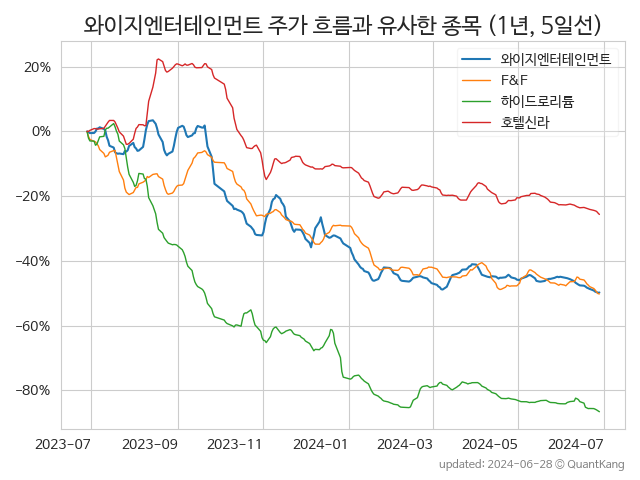 와이지엔터테인먼트 주가 흐름과 유사한 종목 (1년, 5일선)
와이지엔터테인먼트
F&F
하이드로리튬
호텔신라
20%
0%
−20%
−40%
−60%
−80%
2023-07 2023-09 2023-11 2024-01 2024-03 2024-05 2024-07
updated: 2024-06-28 © QuantKang